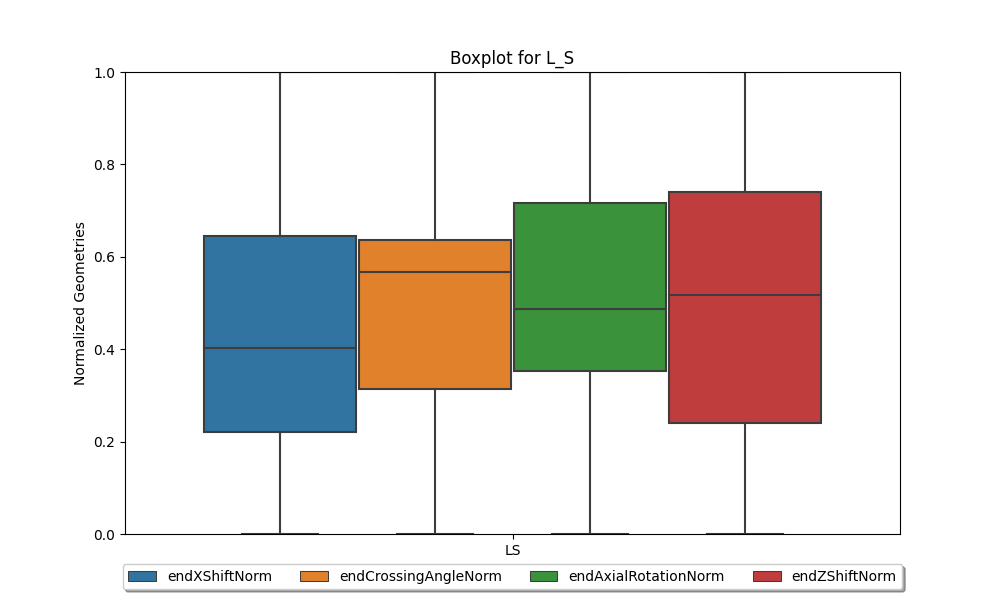 Boxplot for L_S
Normalized Geometries
1.0
0.8
0.6
0.4
0.2
0.0
LS
endXShiftNorm endCrossingAngleNorm endAxialRotationNorm endZShiftNorm